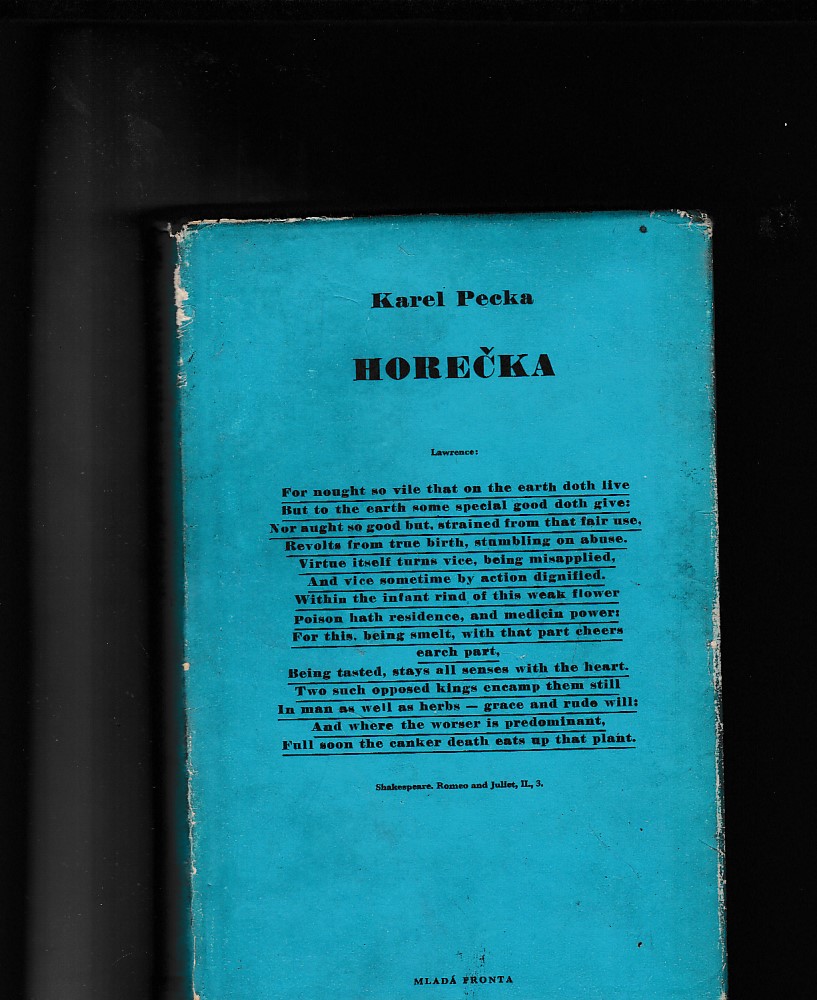 Karel Pecka
HOREČKA
Lawrence:
For nought so vile that on the earth doth live
But to the earth some special good doth give:
Nor aught so good but, strained from that fair use,
Revolts from true birth, stumbling on abuse.
Virtue itself turns vice, being misapplied,
And vice sometime by action dignified.
Within the infant rind of this weak flower
Poison hath residence, and medicin power:
For this, being smelt, with that part cheers
earch part,
Being tasted, stays all senses with the heart.
Two such opposed kings encamp them still
In man as well as herbs — grace and rude will:
And where the worser is predominant,
Full soon the canker death eats up that plant.
Shakespeare. Romeo and Juliet, II., 3.
MLADÁ FRONTA